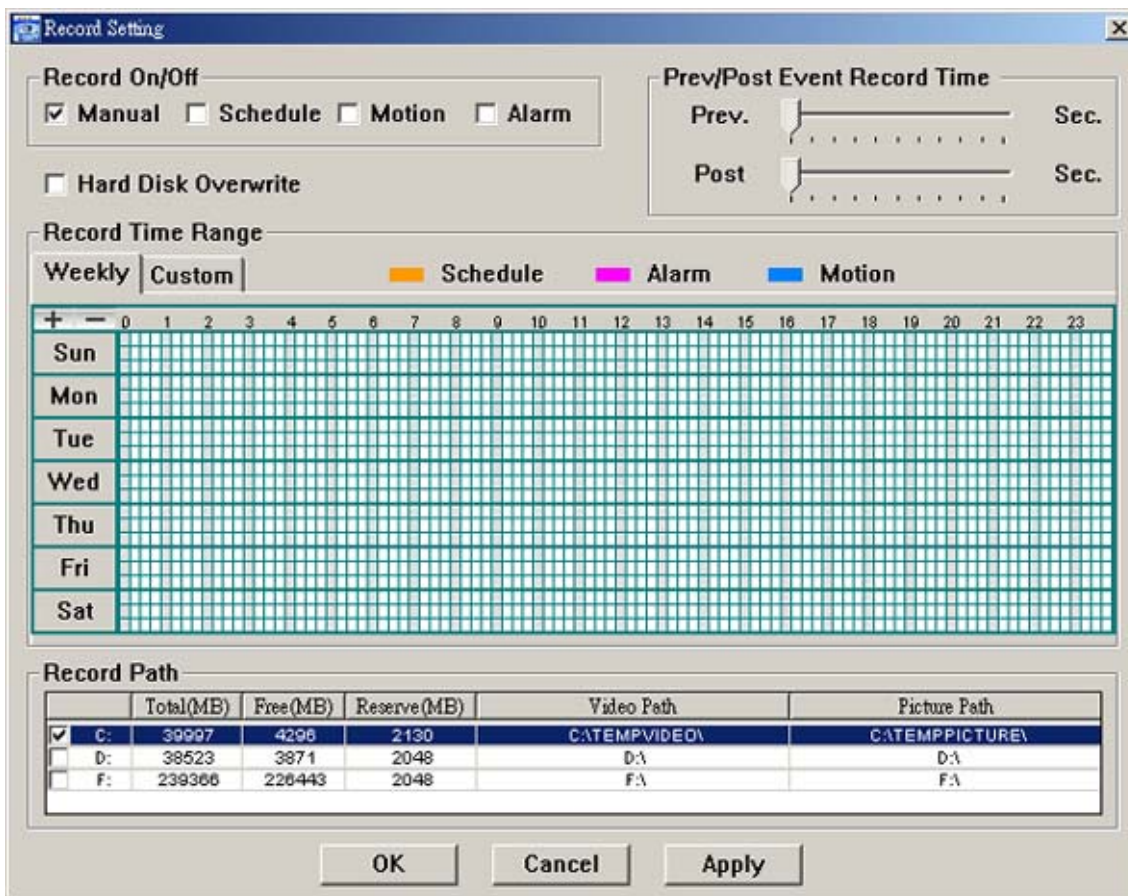 Record Setting
Record On/Off
Manual Schedule Motion Alarm
Prev/Post Event Record Time
Prev. Sec.
Post Sec.
Hard Disk Overwrite
Record Time Range
Weekly Custom Schedule Alarm Motion
+ − 0 1 2 3 4 5 6 7 8 9 10 11 12 13 14 15 16 17 18 19 20 21 22 23
Sun
Mon
Tue
Wed
Thu
Fri
Sat
Record Path
Total(MB) Free(MB) Reserve(MB) Video Path Picture Path
C: 39997 4296 2130 C:\TEMPVIDEO\ C:\TEMPPICTURE\
D: 38523 3871 2048 D:\ D:\
F: 239366 226443 2048 F:\ F:\
OK Cancel Apply